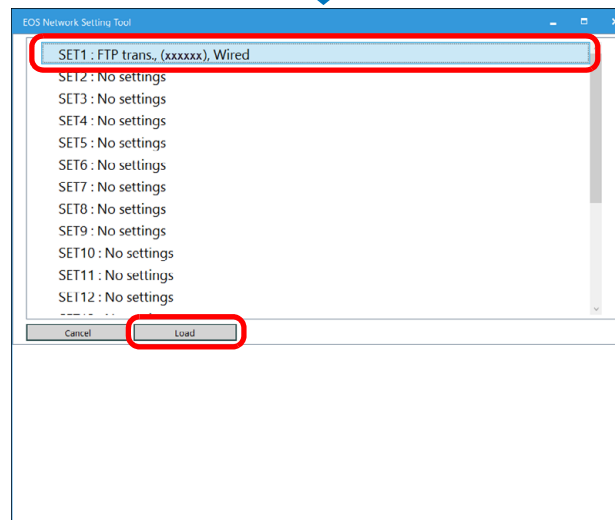 EOS Network Setting Tool
SET1 : FTP trans., (xxxxxx), Wired
SET2 : No settings
SET3 : No settings
SET4 : No settings
SET5 : No settings
SET6 : No settings
SET7 : No settings
SET8 : No settings
SET9 : No settings
SET10 : No settings
SET11 : No settings
SET12 : No settings
Cancel Load